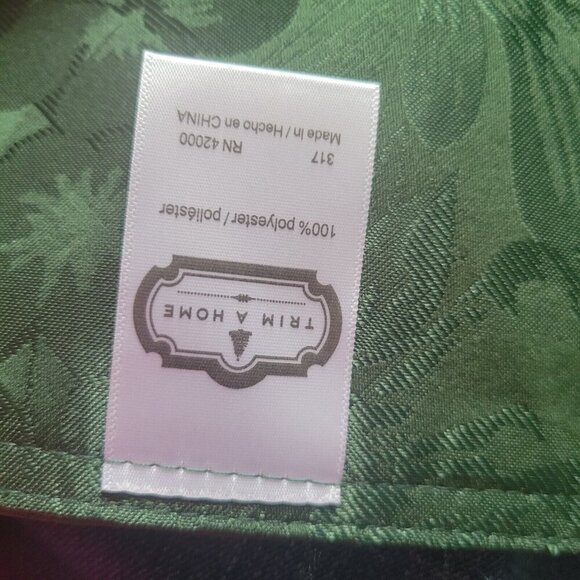 TRIM A HOME
100% polyester / poliéster
317 RN 42000
Made in / Hecho en CHINA